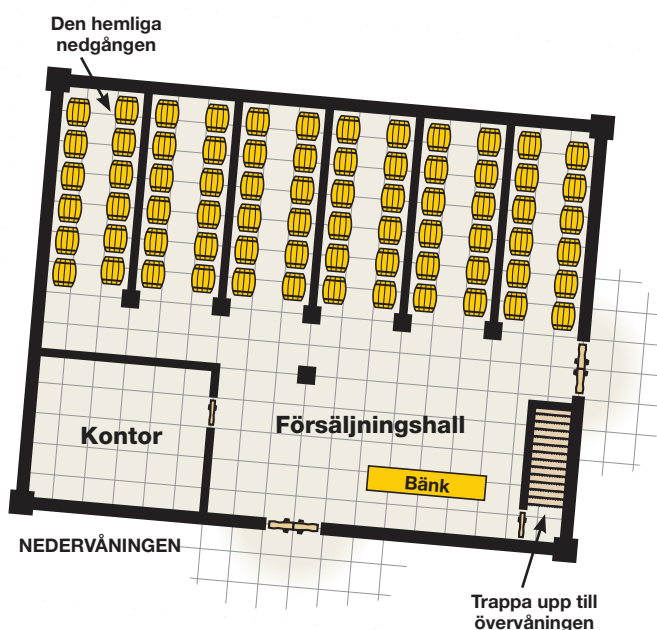 Den hemliga
nedgången
Försäljningshall
Kontor
Bänk
NEDERVÅNINGEN
Trappa upp till
övervåningen